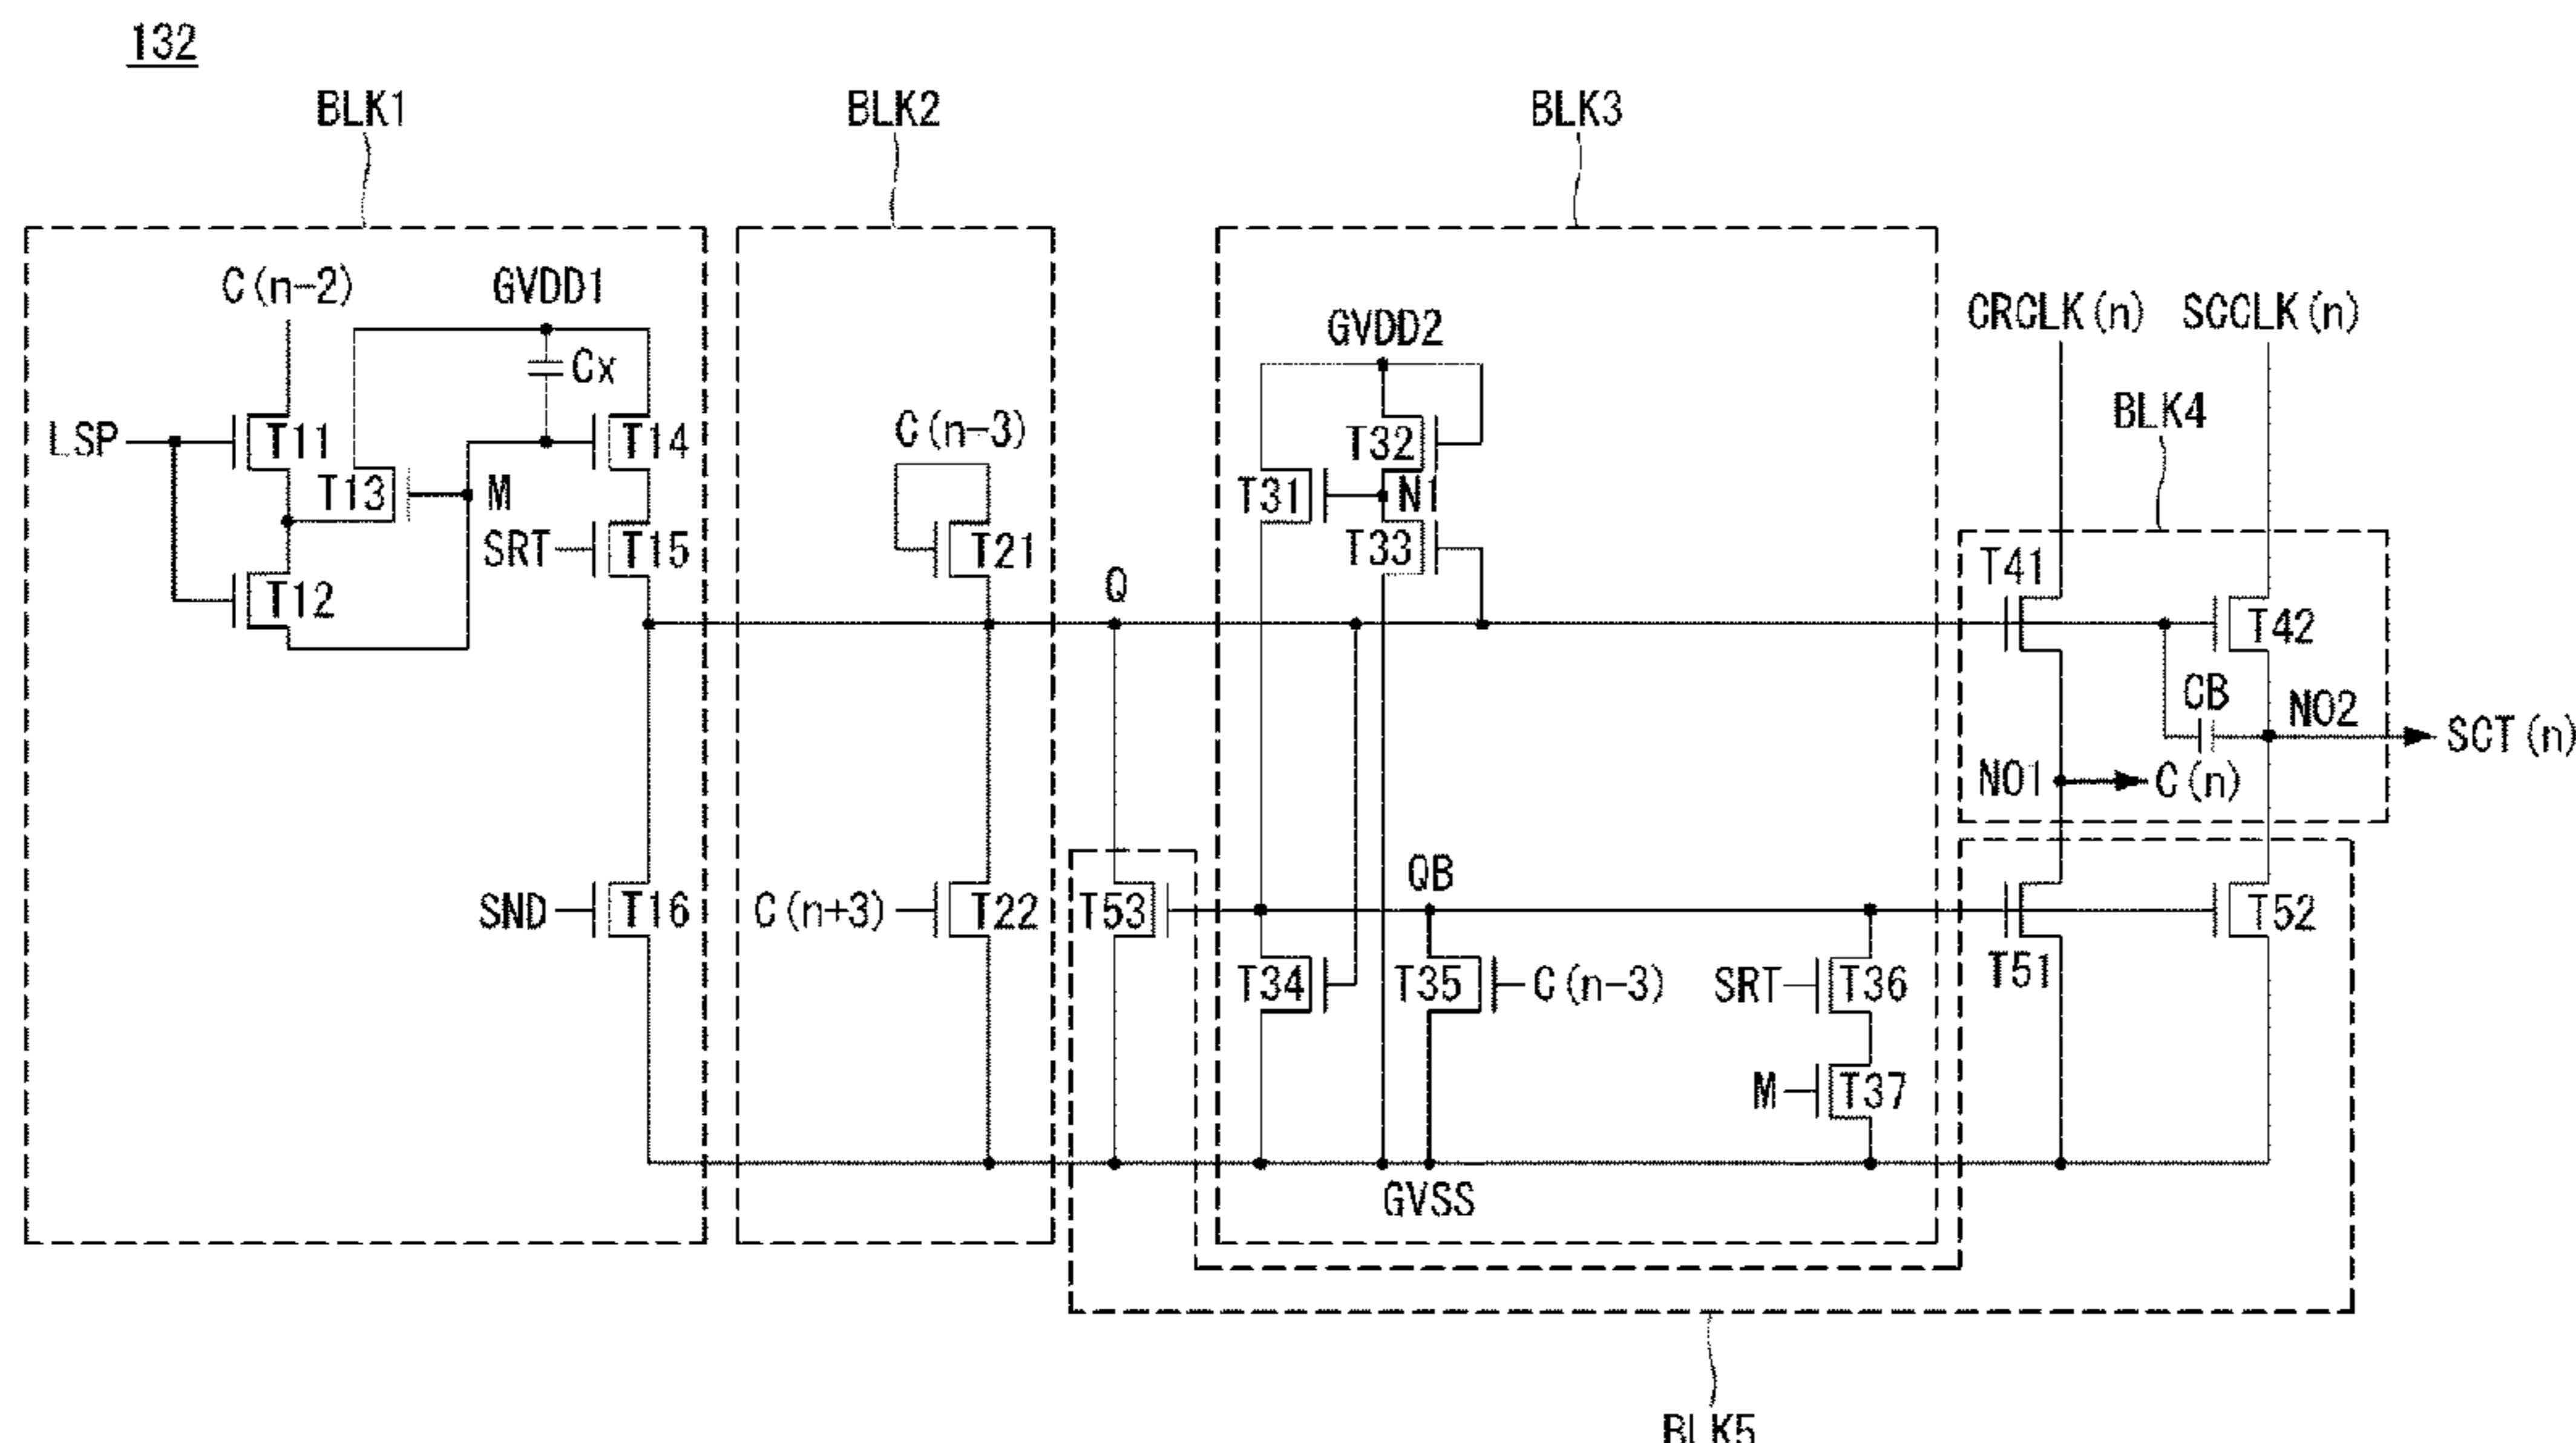 132
BLK1
BLK2
BLK3
C(n-2)
GVDD1
GVDD2
CRCLK(n)
SCCLK(n)
Cx
BLK4
LSP
T11
T14
C(n-3)
T32
T13
M
T31
N1
SRT
T15
T21
T33
T41
T12
Q
T42
CB
NO2
SCT(n)
NO1
C(n)
QB
SND
T16
C(n+3)
T22
T53
T52
T34
T35
C(n-3)
SRT
T36
T51
M
T37
GVSS
BLK5